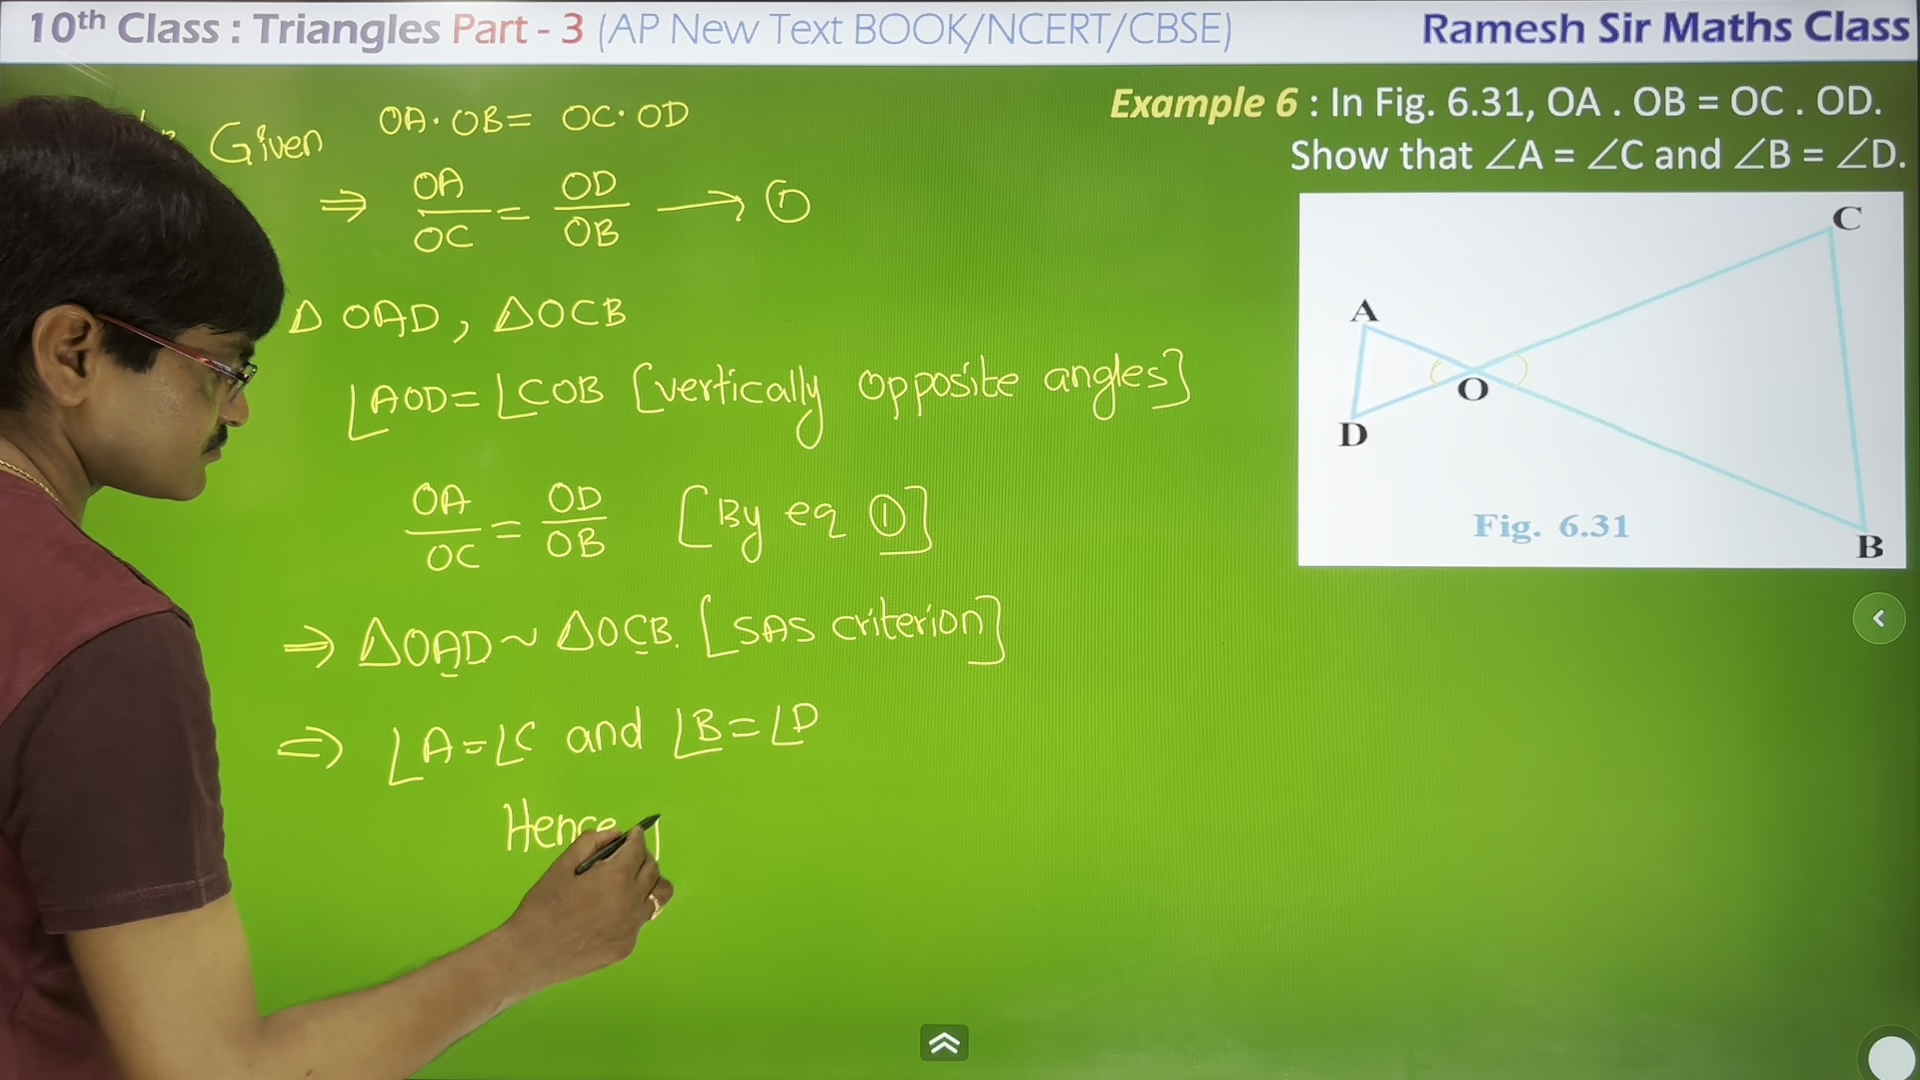 10th Class : Triangles Part - 3 (AP New Text BOOK/NCERT/CBSE)
Ramesh Sir Maths Class
Example 6 : In Fig. 6.31, OA . OB = OC . OD.
Show that ∠A = ∠C and ∠B = ∠D.
Given OA·OB= OC·OD
⇒ OA/OC = OD/OB → ①
Δ OAD, ΔOCB
∠AOD=∠COB [vertically opposite angles]
OA/OC = OD/OB [By eq ①]
⇒ ΔOAD ~ ΔOCB. [SAS criterion]
⇒ ∠A=∠C and ∠B=∠D
Hence
C
A
O
D
Fig. 6.31
B